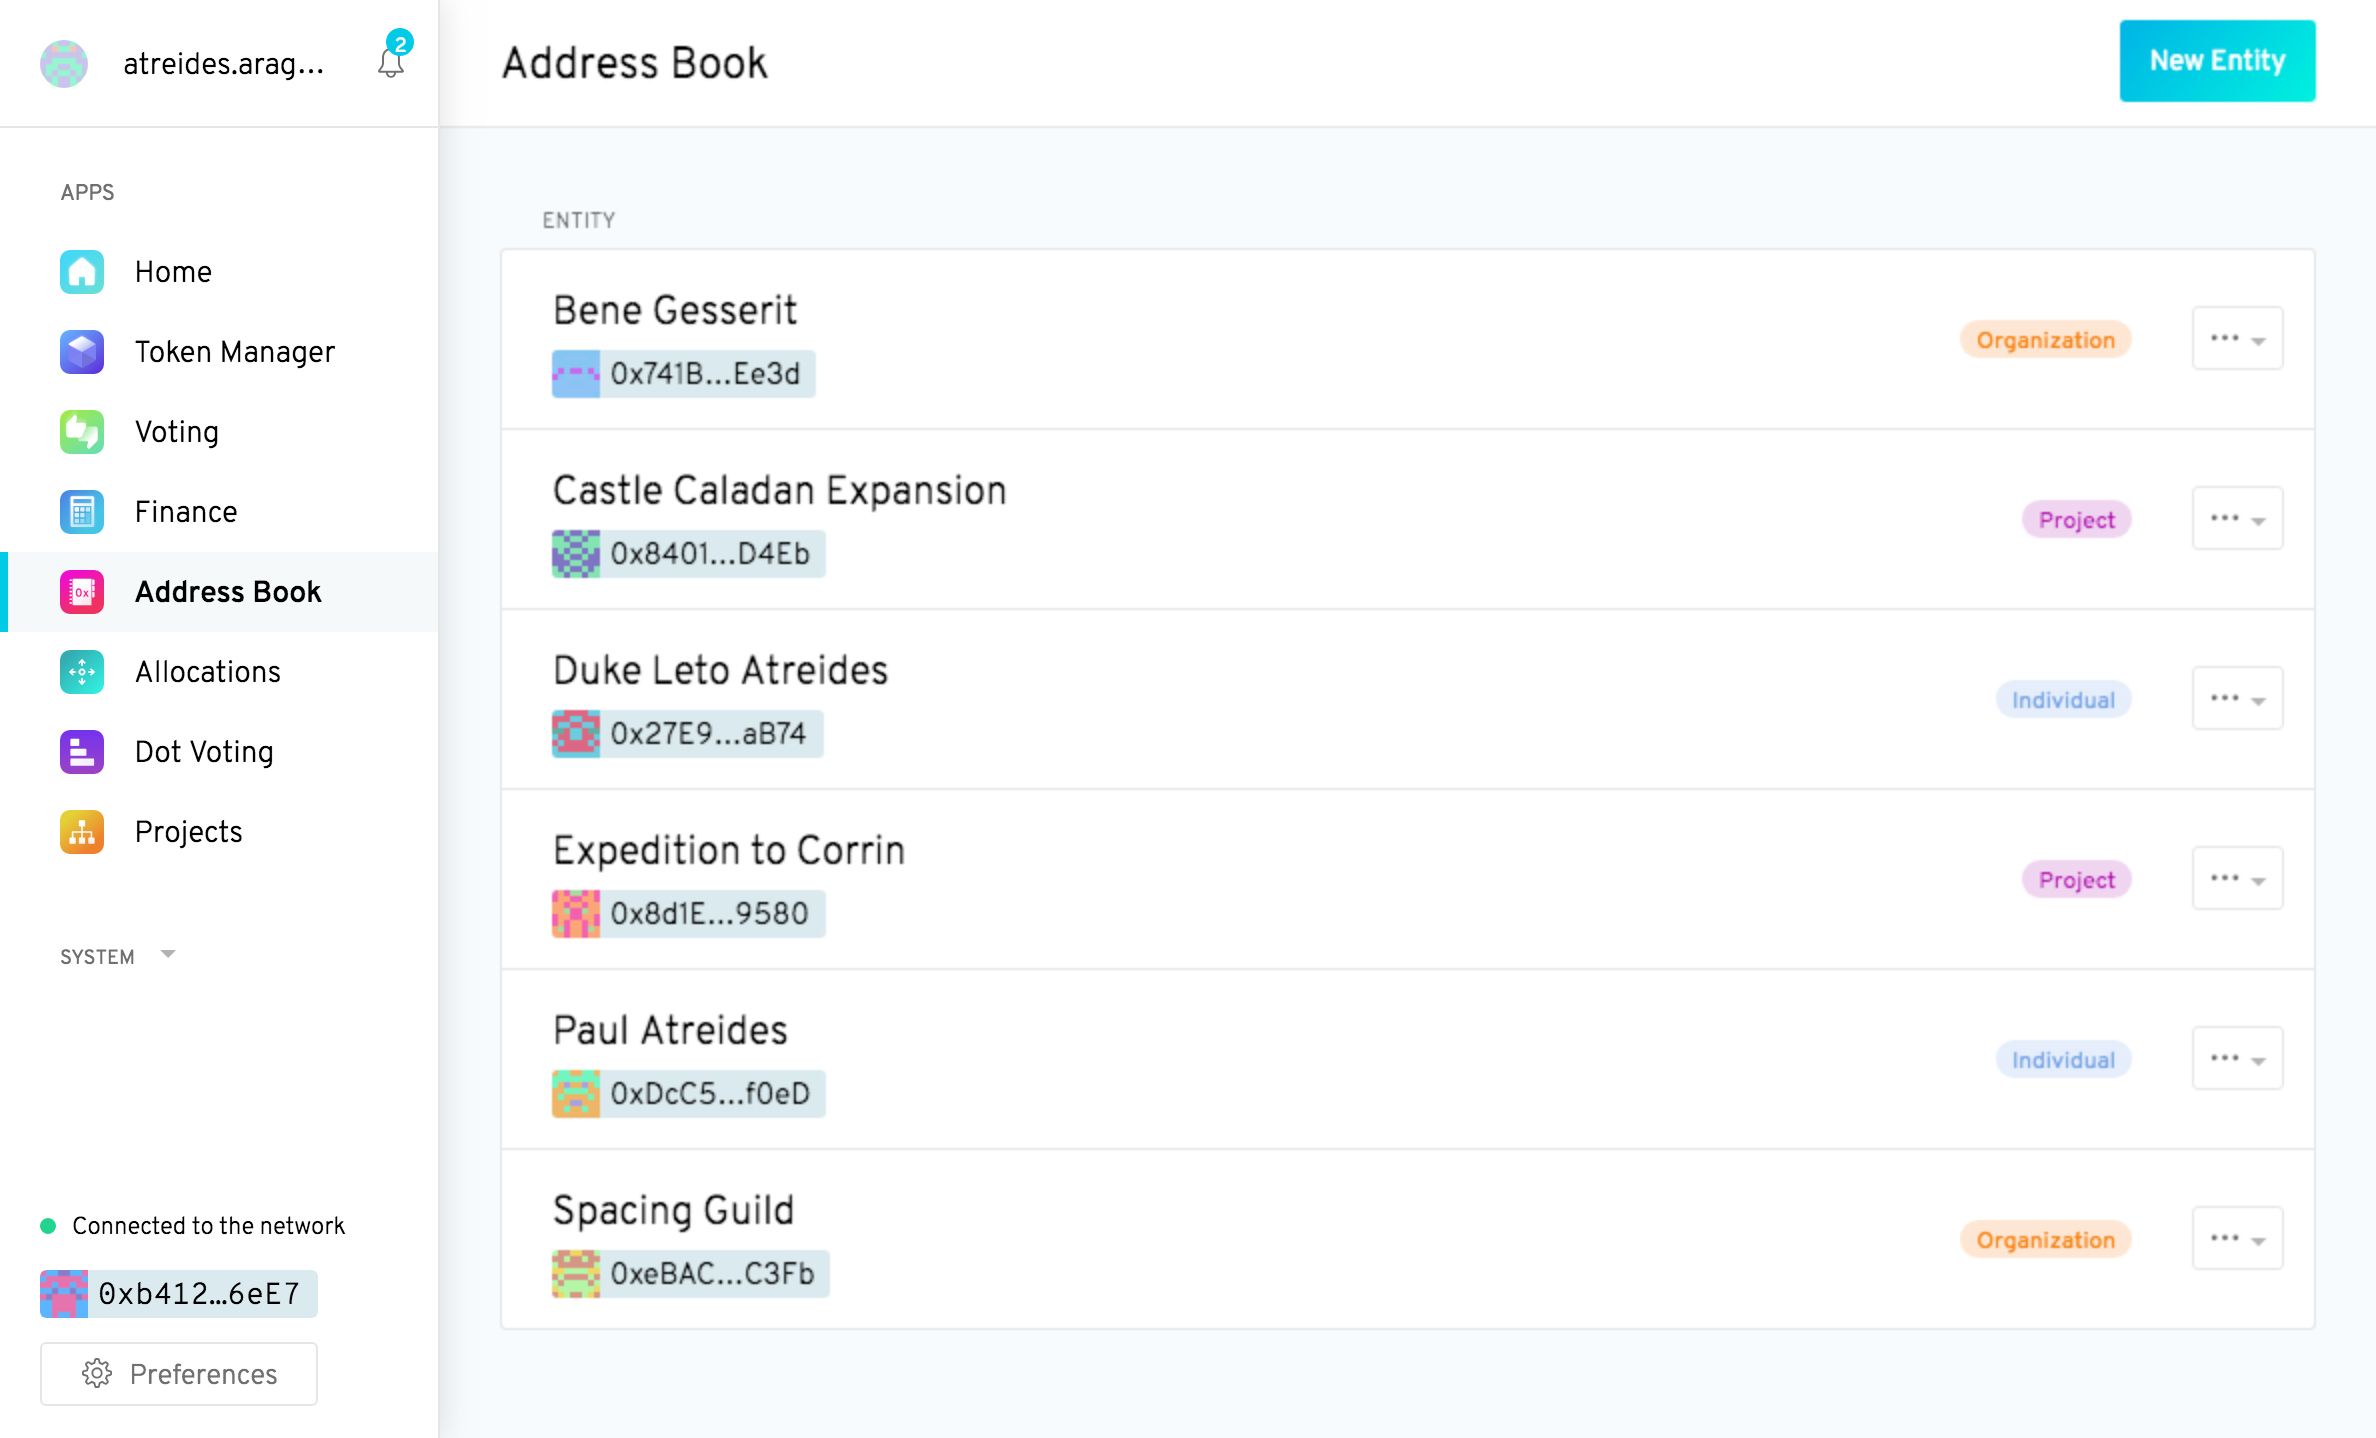 atreides.arag...
2
APPS
Home
Token Manager
Voting
Finance
0x
Address Book
Allocations
Dot Voting
Projects
SYSTEM
Connected to the network
0xb412…6eE7
Preferences
Address Book
New Entity
ENTITY
Bene Gesserit
0x741B...Ee3d
Organization
Castle Caladan Expansion
0x8401...D4Eb
Project
Duke Leto Atreides
0x27E9...aB74
Individual
Expedition to Corrin
0x8d1E...9580
Project
Paul Atreides
0xDcC5...f0eD
Individual
Spacing Guild
0xeBAC...C3Fb
Organization